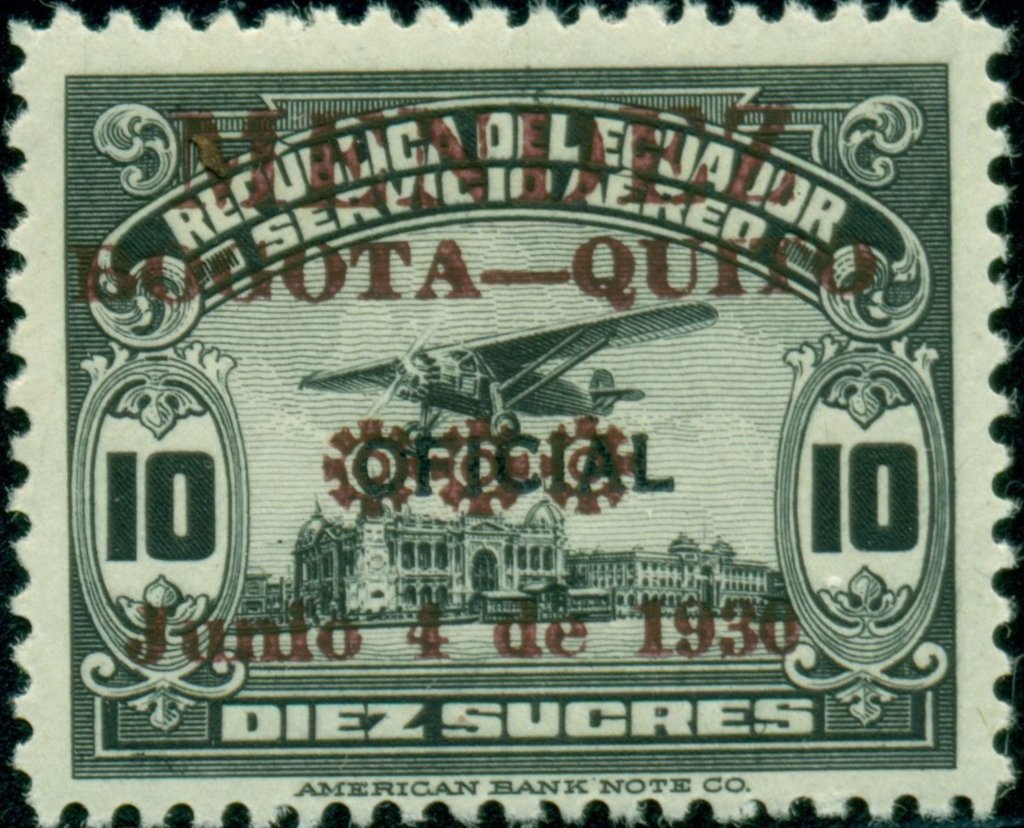 MENDEZ
REPUBLICA DEL ECUADOR
SERVICIO AEREO
BOGOTA—QUITO
OFICIAL
10
10
Junio 4 de 1930
DIEZ SUCRES
AMERICAN BANK NOTE CO.